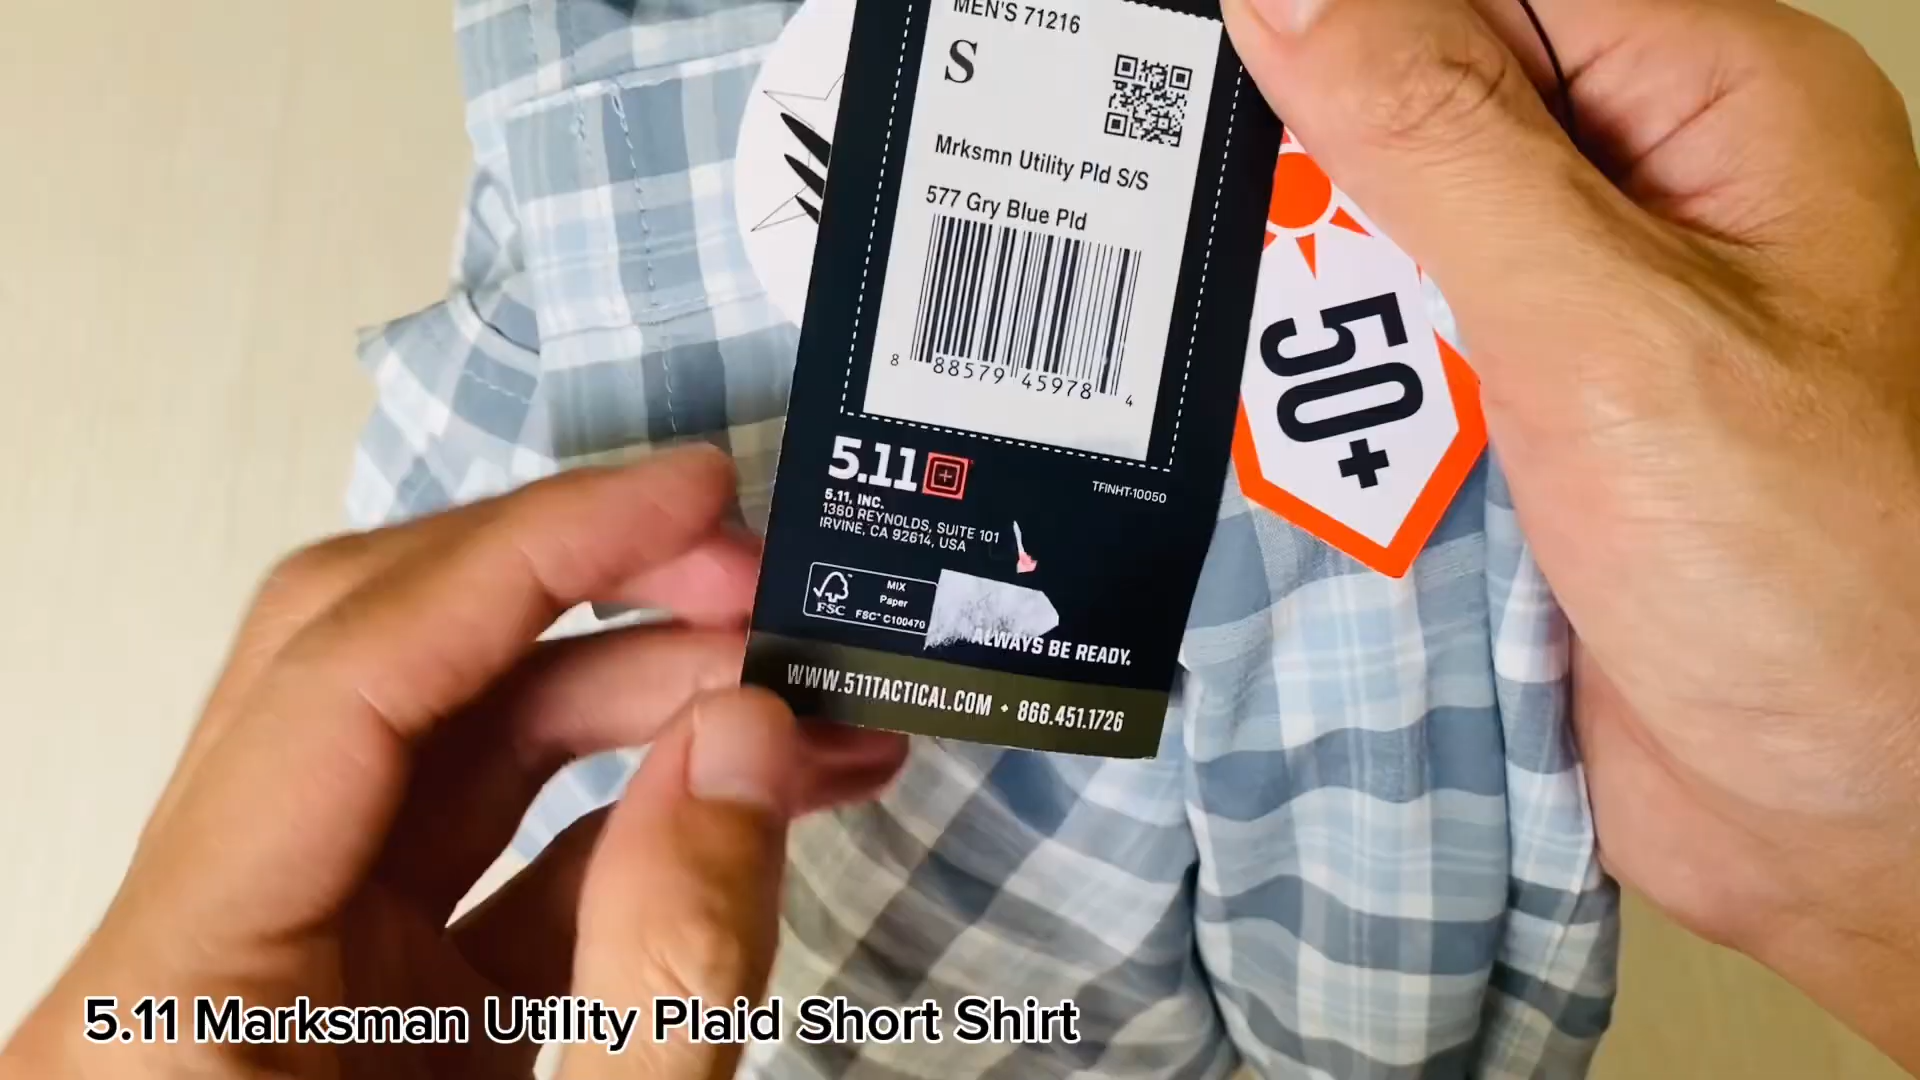 MEN'S 71216
S
Mrksmn Utility Pld S/S
577 Gry Blue Pld
8 88579 45978 4
5.11
TFINHT-10050
5.11, INC.
1360 REYNOLDS, SUITE 101
IRVINE, CA 92614, USA
FSC
MIX
Paper
FSC™ C100470
ALWAYS BE READY.
WWW.511TACTICAL.COM • 866.451.1726
50+
5.11 Marksman Utility Plaid Short Shirt